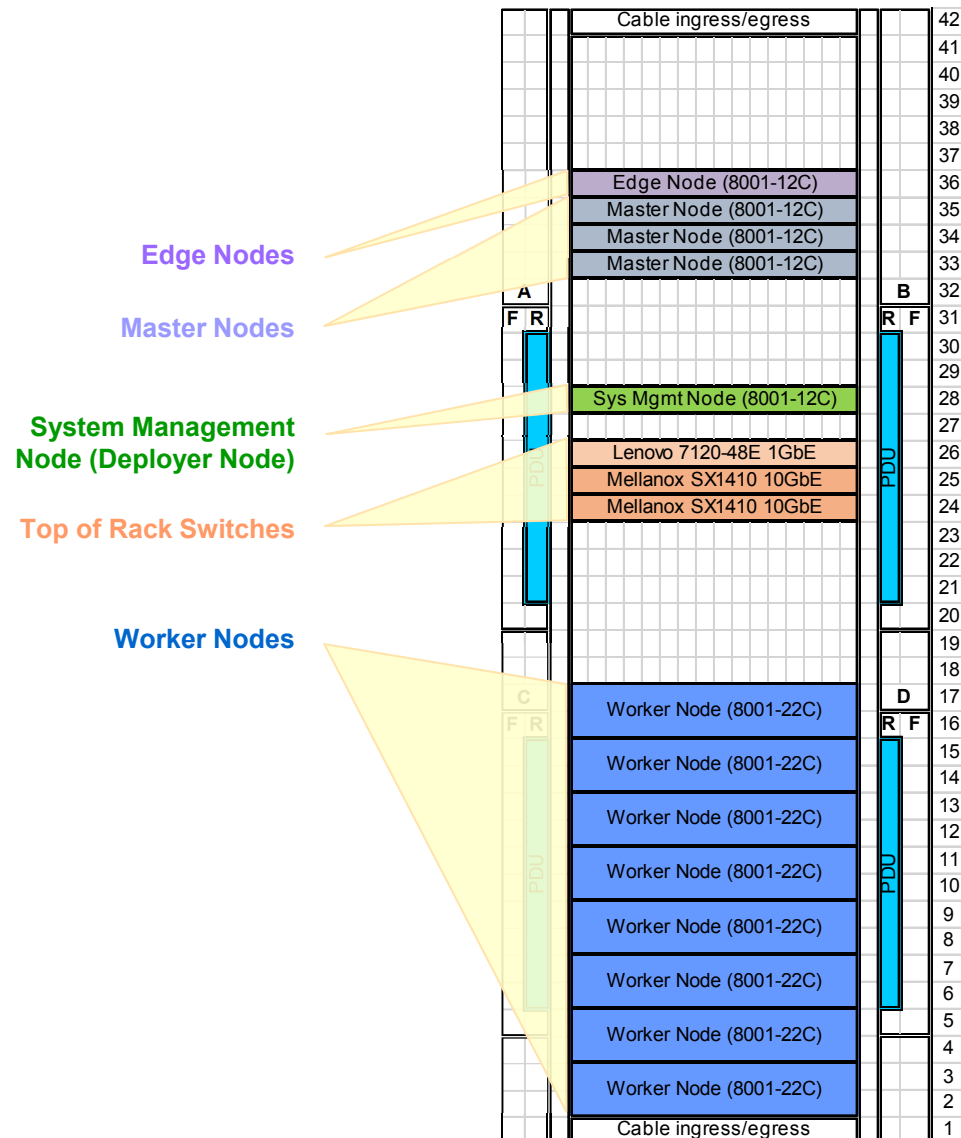 Cable ingress/egress 42
41
40
39
38
37
Edge Node (8001-12C) 36
Master Node (8001-12C) 35
Master Node (8001-12C) 34
Master Node (8001-12C) 33
Edge Nodes
A B 32
Master Nodes
F R R F 31
30
29
Sys Mgmt Node (8001-12C) 28
27
System Management
Node (Deployer Node)
Lenovo 7120-48E 1GbE 26
PDU Mellanox SX1410 10GbE PDU 25
Mellanox SX1410 10GbE 24
Top of Rack Switches
23
22
21
20
Worker Nodes
19
18
C Worker Node (8001-22C) D 17
F R R F 16
Worker Node (8001-22C) 15
14
Worker Node (8001-22C) 13
12
PDU Worker Node (8001-22C) PDU 11
10
Worker Node (8001-22C) 9
8
Worker Node (8001-22C) 7
6
Worker Node (8001-22C) 5
4
Worker Node (8001-22C) 3
2
Cable ingress/egress 1